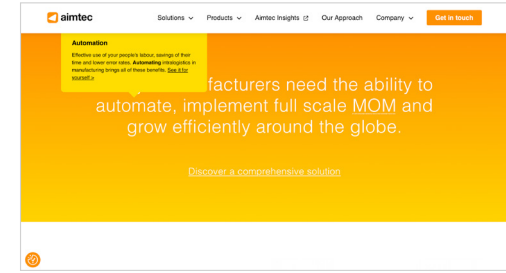 aimtec
Solutions
Products
Aimtec Insights
Our Approach
Company
Get in touch
Automation
Effective use of your people's labour, savings of their
time and lower error rates. Automating intralogistics in
manufacturing brings all of these benefits. See it for
yourself »
facturers need the ability to
automate, implement full scale MOM and
grow efficiently around the globe.
Discover a comprehensive solution